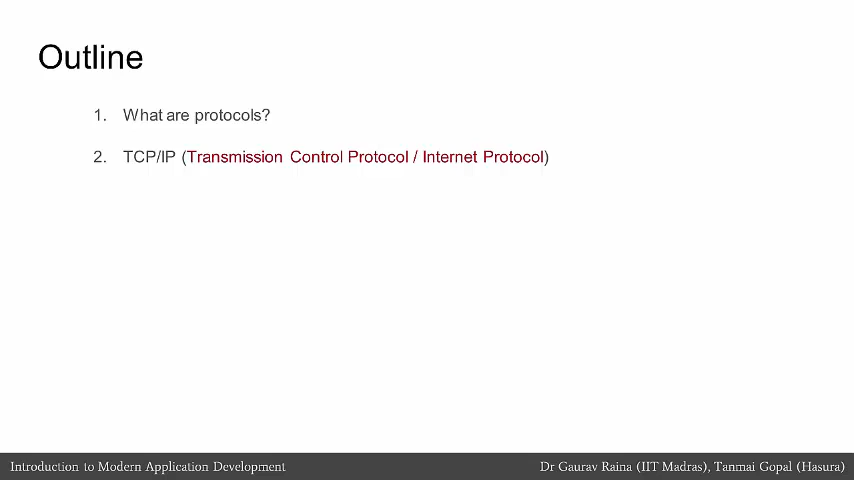 Outline
1. What are protocols?
2. TCP/IP (Transmission Control Protocol / Internet Protocol)
Introduction to Modern Application Development
Dr Gaurav Raina (IIT Madras), Tanmai Gopal (Hasura)